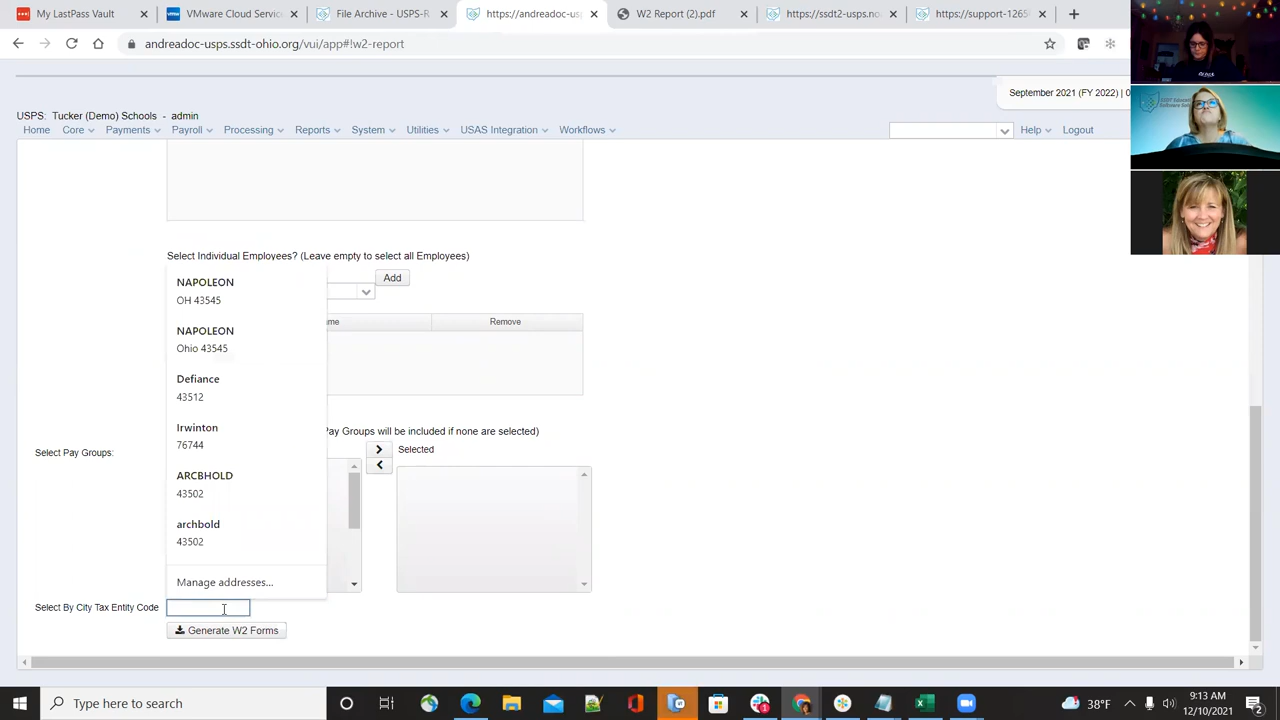 My LastPass Vault
VMware Cloud Service
File Archive - USPS-R
https://andreadoc-usp
W2 Report (2).pdf
https://ssdt2-usps.no
https://support-1265
andreadoc-usps.ssdt-ohio.org/vui/app#!w2-report
September 2021 (FY 2022) | 0
USPS: Tucker (Demo) Schools - admin
Home Core Payments Payroll Processing Reports System Utilities USAS Integration Workflows Help Logout
Select Individual Employees? (Leave empty to select all Employees)
Add
NAPOLEON
OH 43545
me Remove
NAPOLEON
Ohio 43545
Defiance
43512
Irwinton
76744
Pay Groups will be included if none are selected)
Select Pay Groups:
Selected
ARCBHOLD
43502
archbold
43502
Manage addresses...
Select By City Tax Entity Code
Generate W2 Forms
Type here to search
38°F
9:13 AM
12/10/2021
2